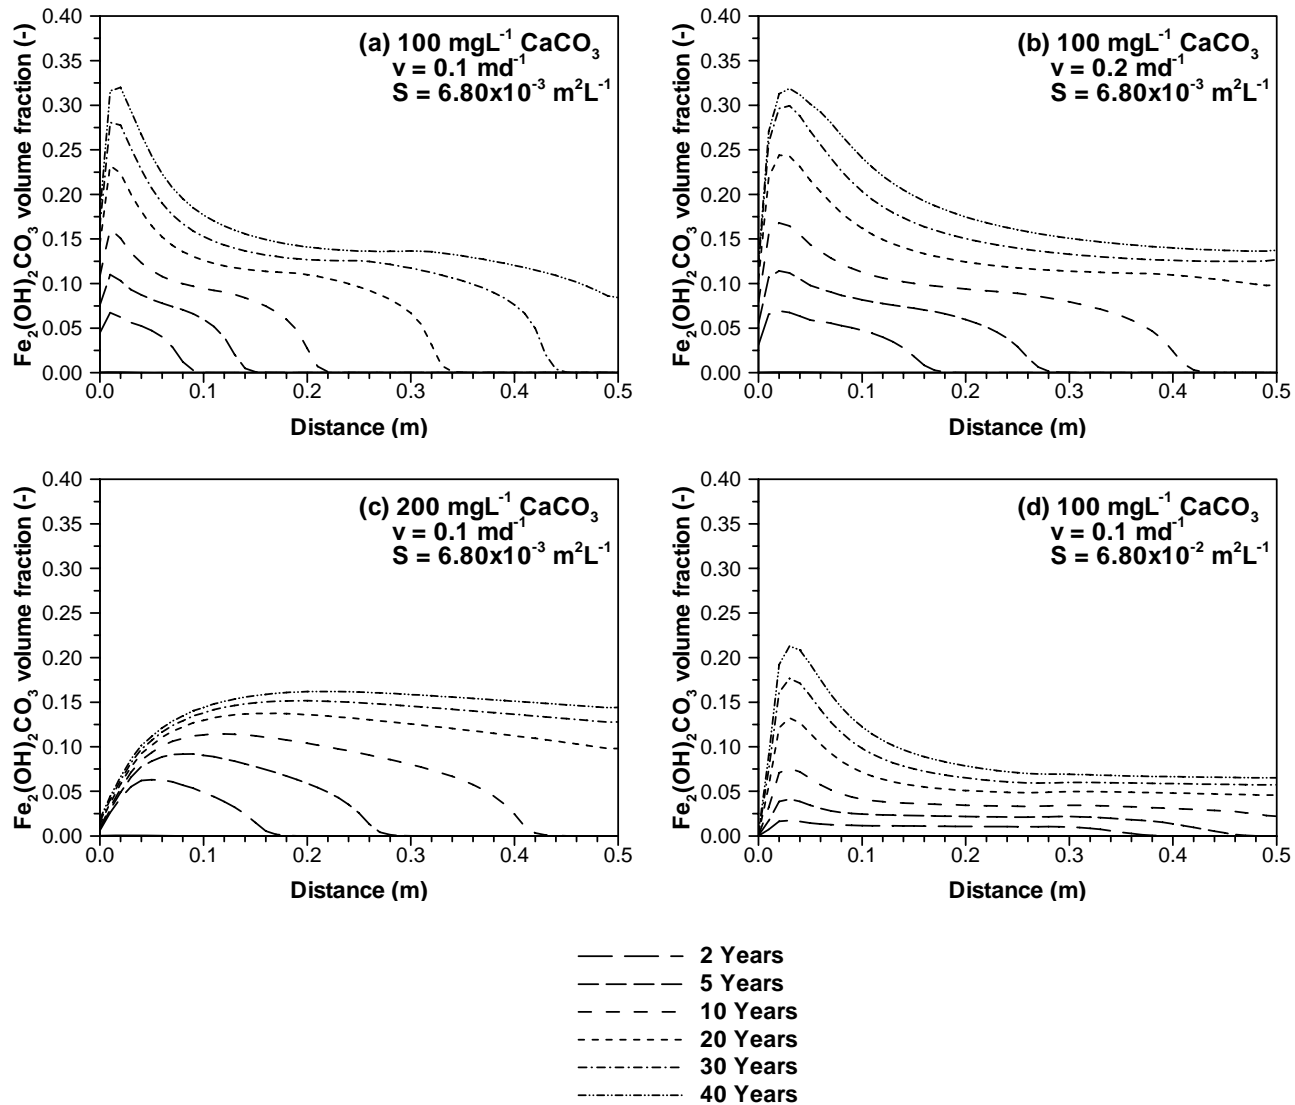 (a) 100 mgL⁻¹ CaCO₃
v = 0.1 md⁻¹
S = 6.80x10⁻³ m²L⁻¹
Fe₂(OH)₂CO₃ volume fraction (-)
0.40
0.35
0.30
0.25
0.20
0.15
0.10
0.05
0.00
0.0 0.1 0.2 0.3 0.4 0.5
Distance (m)
(b) 100 mgL⁻¹ CaCO₃
v = 0.2 md⁻¹
S = 6.80x10⁻³ m²L⁻¹
Fe₂(OH)₂CO₃ volume fraction (-)
0.40
0.35
0.30
0.25
0.20
0.15
0.10
0.05
0.00
0.0 0.1 0.2 0.3 0.4 0.5
Distance (m)
(c) 200 mgL⁻¹ CaCO₃
v = 0.1 md⁻¹
S = 6.80x10⁻³ m²L⁻¹
Fe₂(OH)₂CO₃ volume fraction (-)
0.40
0.35
0.30
0.25
0.20
0.15
0.10
0.05
0.00
0.0 0.1 0.2 0.3 0.4 0.5
Distance (m)
(d) 100 mgL⁻¹ CaCO₃
v = 0.1 md⁻¹
S = 6.80x10⁻² m²L⁻¹
Fe₂(OH)₂CO₃ volume fraction (-)
0.40
0.35
0.30
0.25
0.20
0.15
0.10
0.05
0.00
0.0 0.1 0.2 0.3 0.4 0.5
Distance (m)
2 Years
5 Years
10 Years
20 Years
30 Years
40 Years